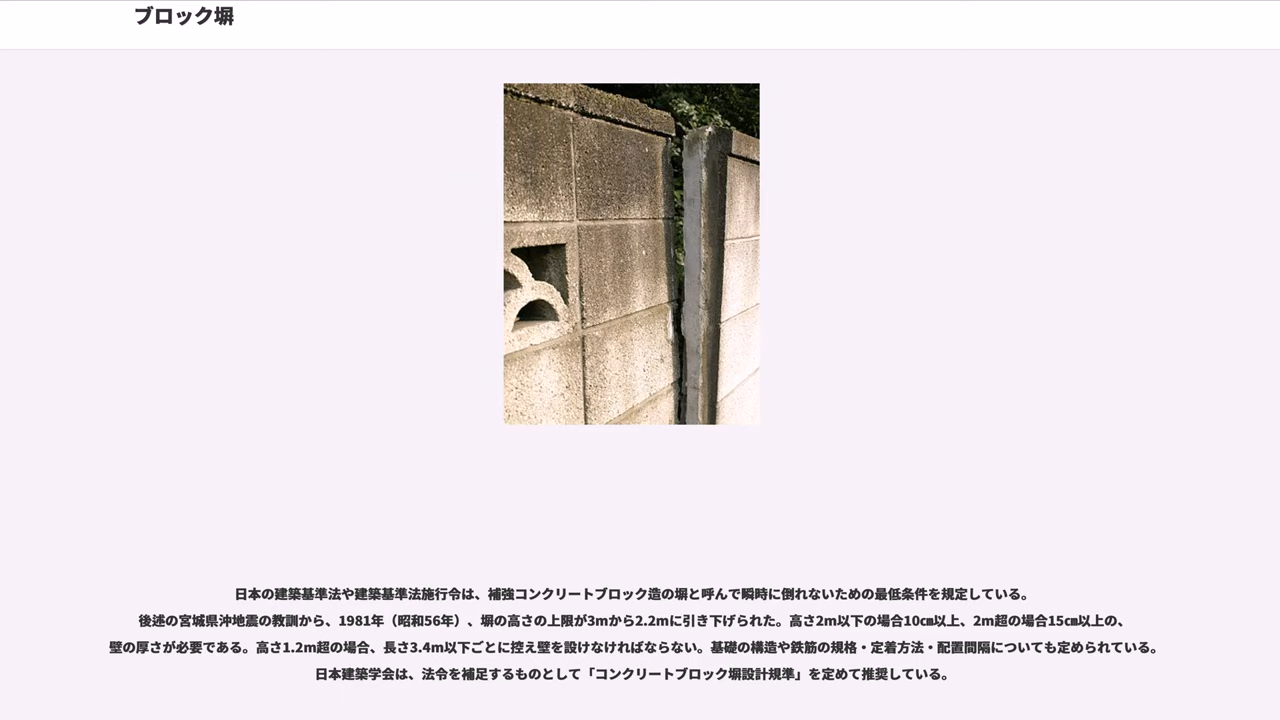 ブロック塀
日本の建築基準法や建築基準法施行令は、補強コンクリートブロック造の塀と呼んで瞬時に倒れないための最低条件を規定している。
後述の宮城県沖地震の教訓から、1981年（昭和56年）、塀の高さの上限が3mから2.2mに引き下げられた。高さ2m以下の場合10㎝以上、2m超の場合15㎝以上の、
壁の厚さが必要である。高さ1.2m超の場合、長さ3.4m以下ごとに控え壁を設けなければならない。基礎の構造や鉄筋の規格・定着方法・配置間隔についても定められている。
日本建築学会は、法令を補足するものとして「コンクリートブロック塀設計規準」を定めて推奨している。